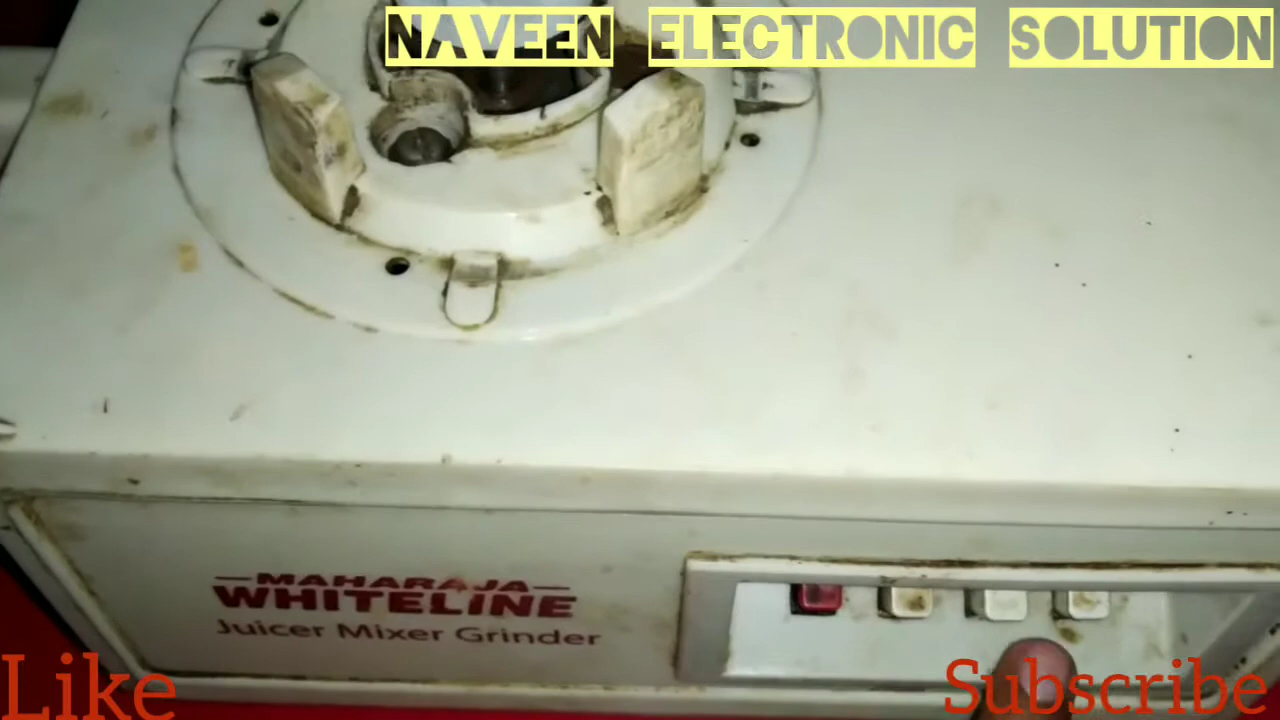 NAVEEN ELECTRONIC SOLUTION
MAHARAJA
WHITELINE
Juicer Mixer Grinder
Like
Subscribe